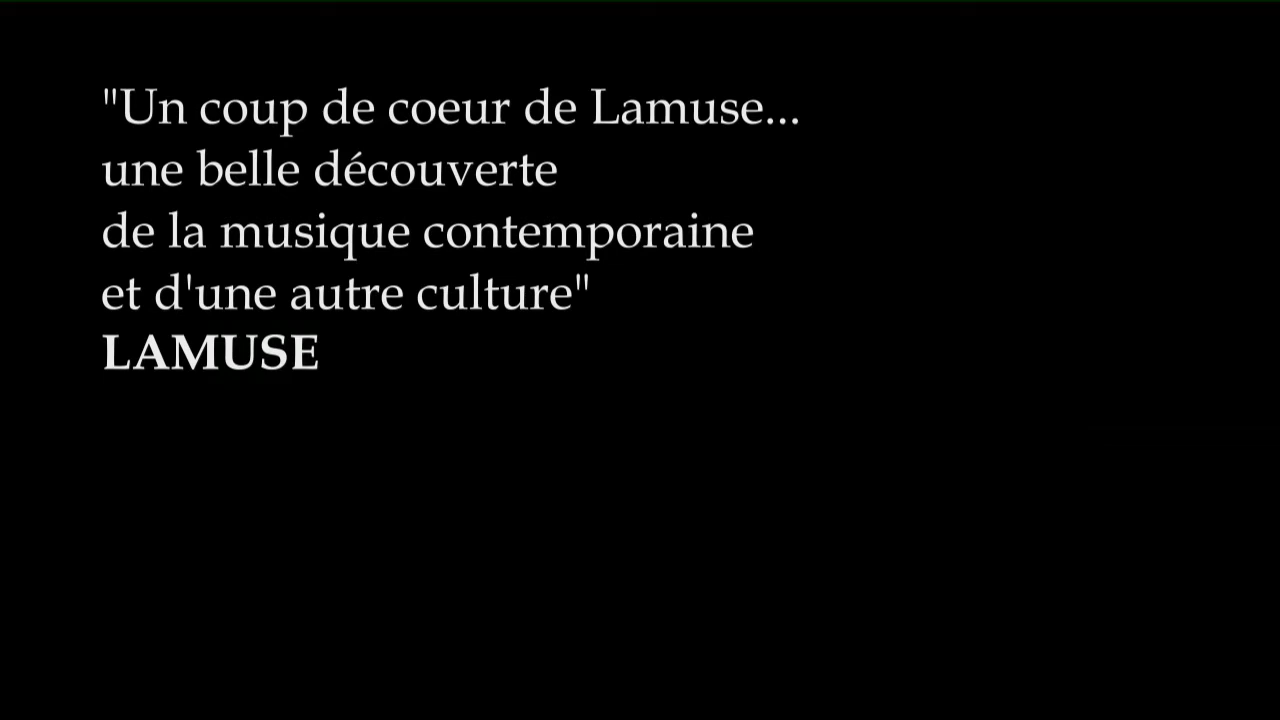 "Un coup de coeur de Lamuse...
une belle découverte
de la musique contemporaine
et d'une autre culture"
LAMUSE